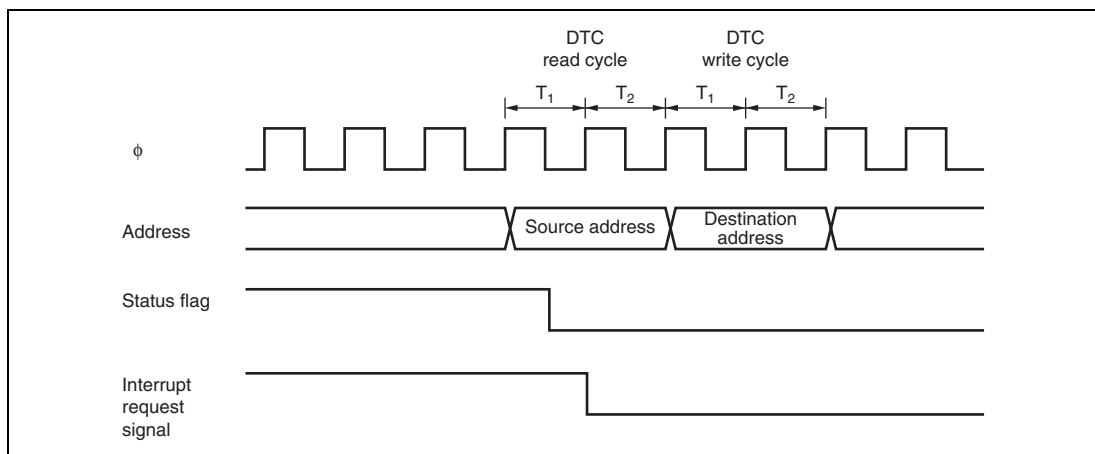 DTC
read cycle
DTC
write cycle
T₁
T₂
T₁
T₂
ϕ
Address
Source address
Destination
address
Status flag
Interrupt
request
signal